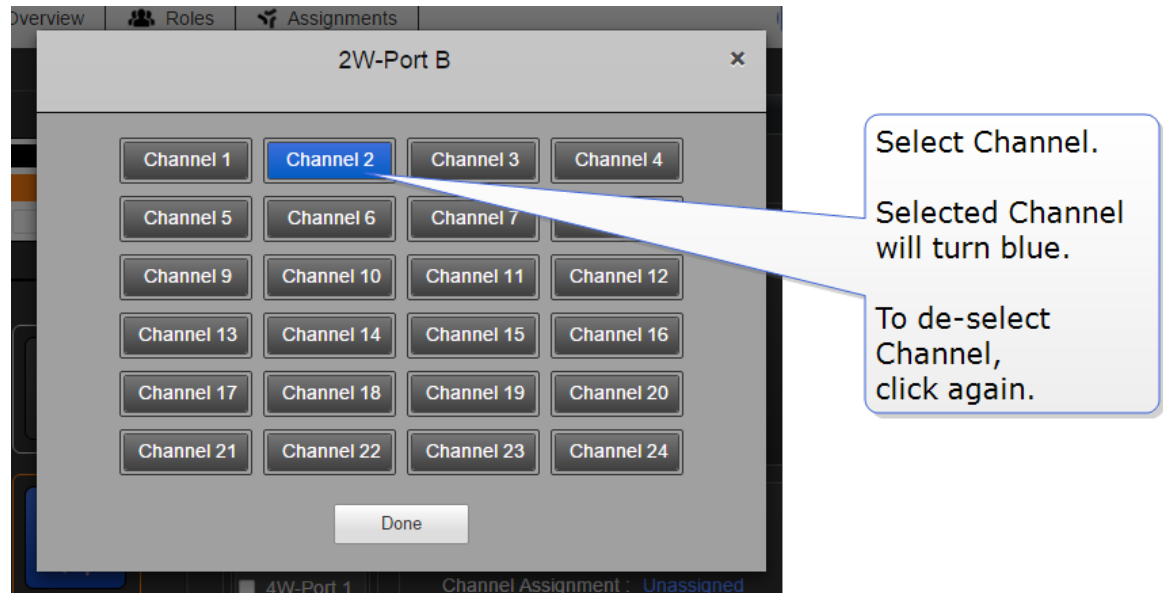 Overview Roles Assignments
2W-Port B ×
Channel 1 Channel 2 Channel 3 Channel 4
Channel 5 Channel 6 Channel 7
Channel 9 Channel 10 Channel 11 Channel 12
Channel 13 Channel 14 Channel 15 Channel 16
Channel 17 Channel 18 Channel 19 Channel 20
Channel 21 Channel 22 Channel 23 Channel 24
Done
4W-Port 1 Channel Assignment : Unassigned
Select Channel.
Selected Channel
will turn blue.
To de-select
Channel,
click again.